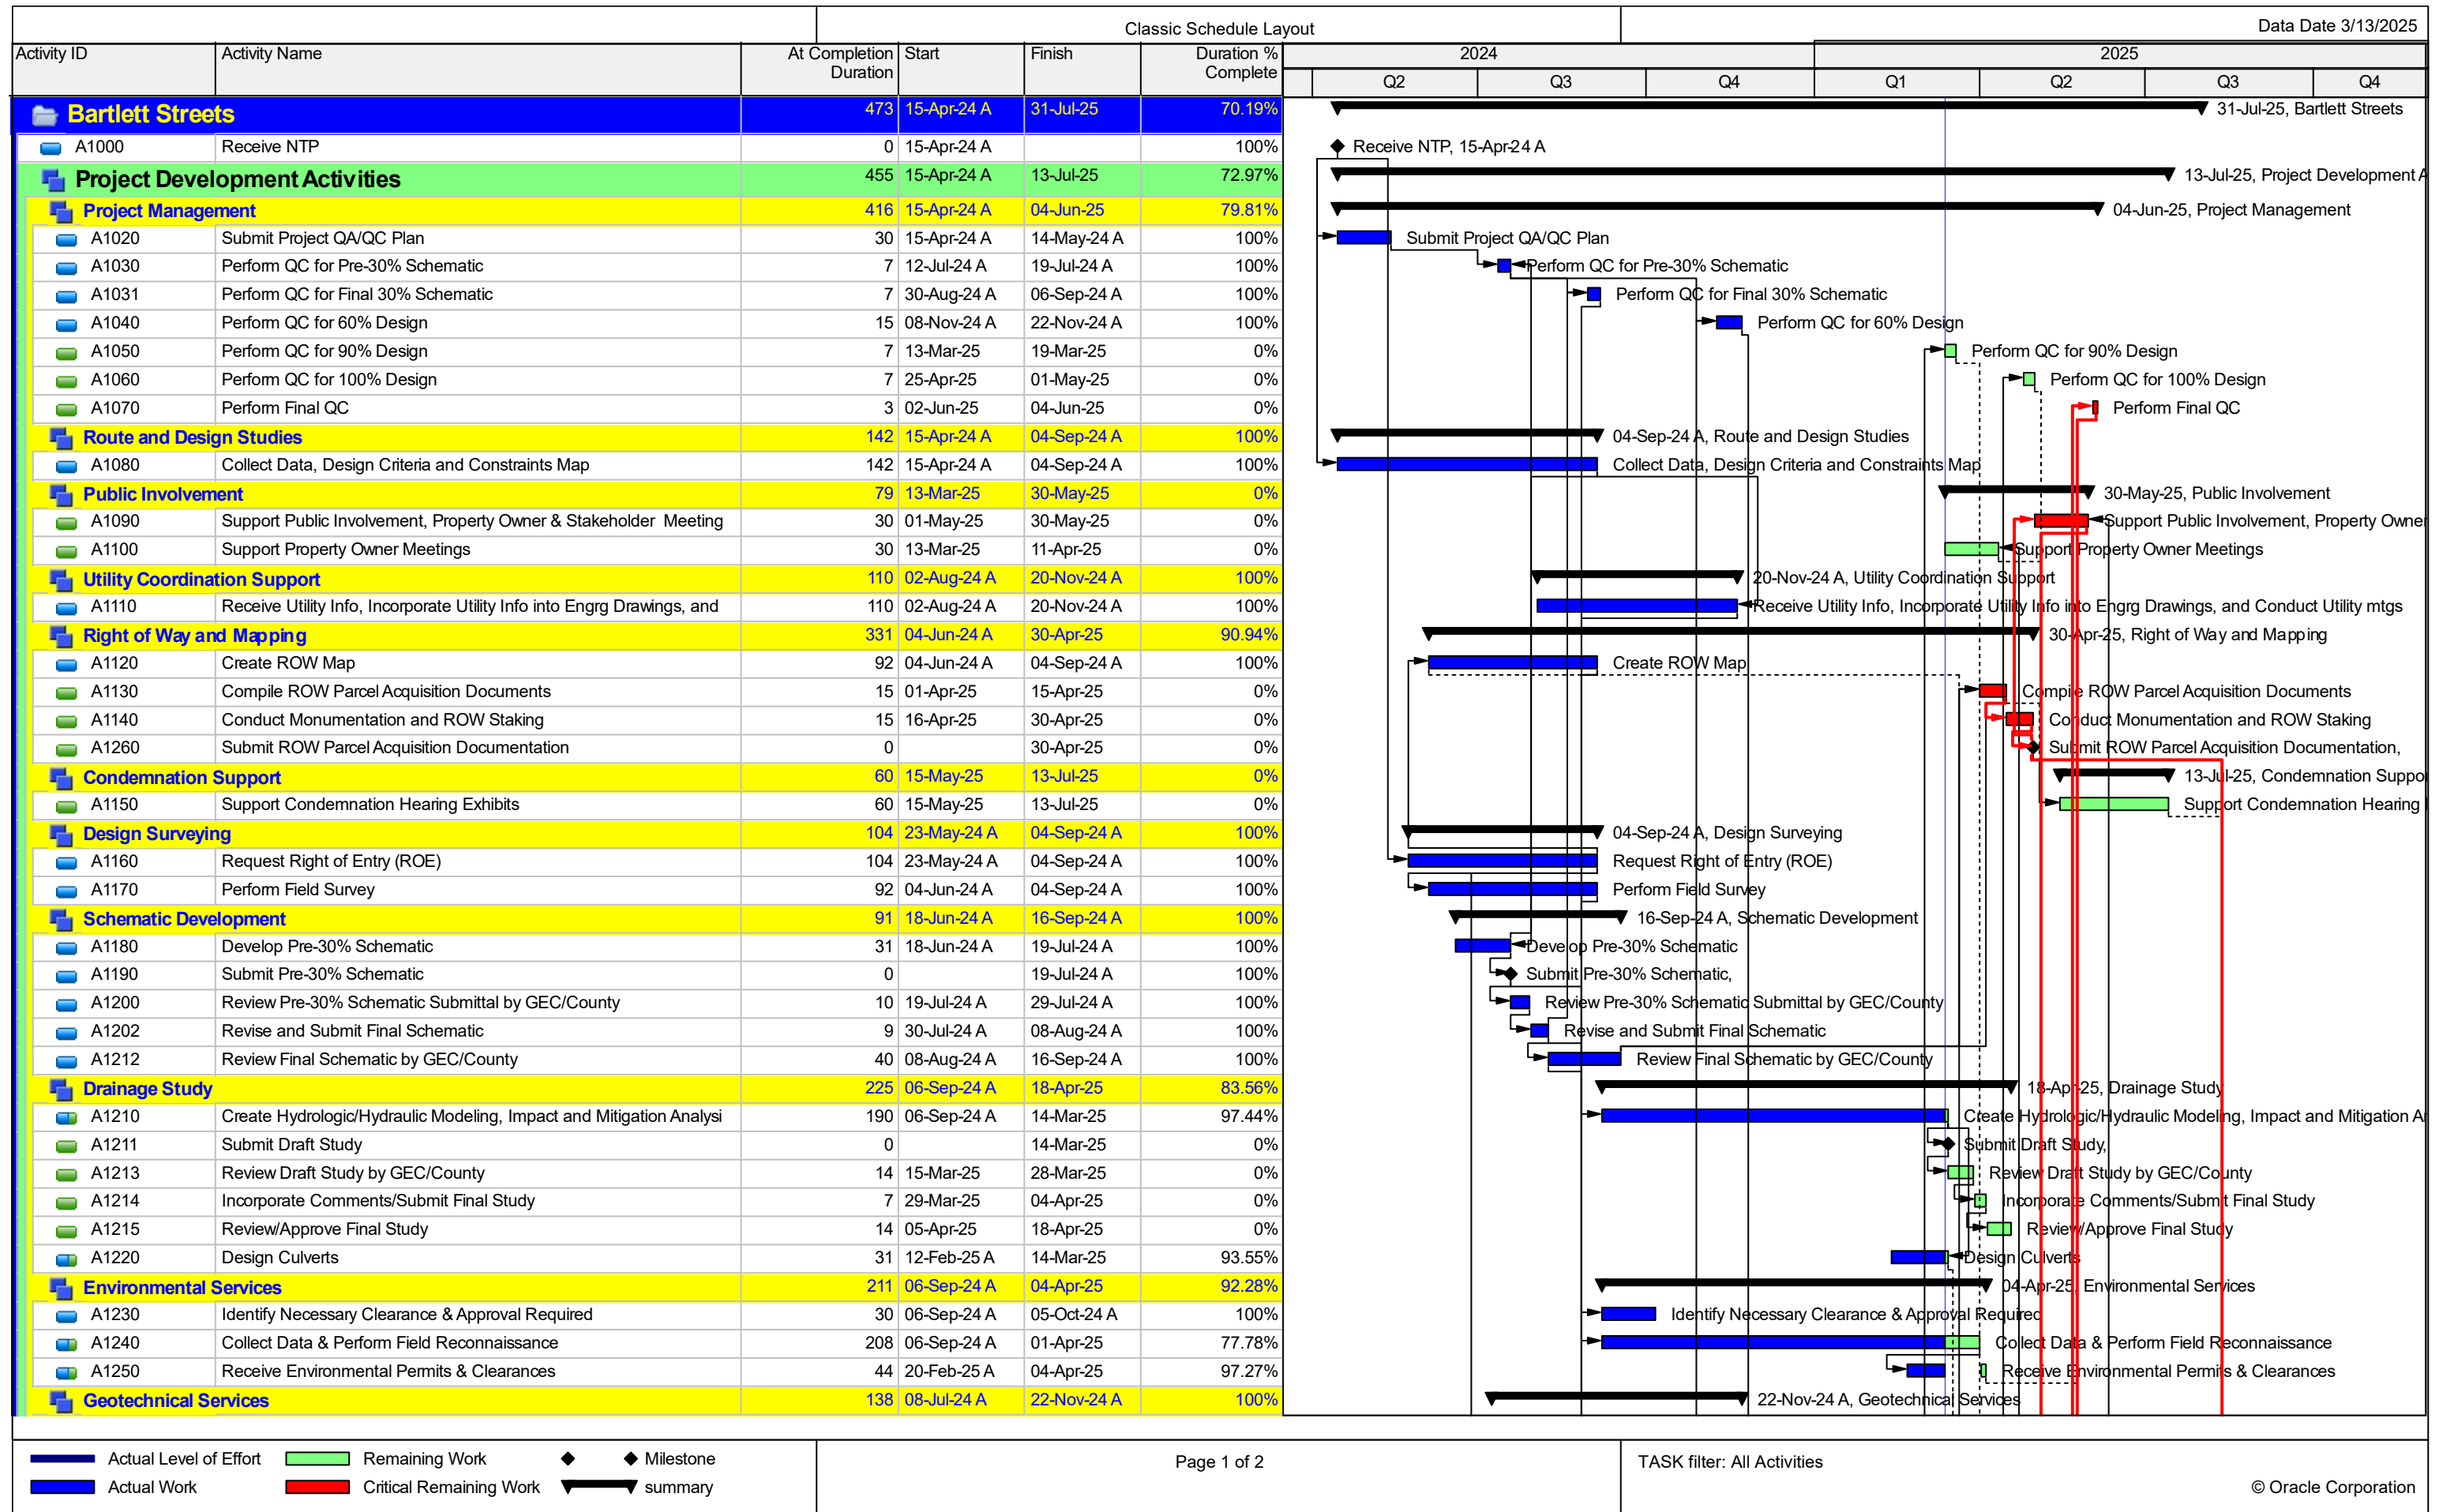 Classic Schedule Layout
Data Date 3/13/2025
Activity ID Activity Name At Completion Duration Start Finish Duration % Complete
2024 2025
Q2 Q3 Q4 Q1 Q2 Q3 Q4
Bartlett Streets 473 15-Apr-24 A 31-Jul-25 70.19% 31-Jul-25, Bartlett Streets
A1000 Receive NTP 0 15-Apr-24 A 100% Receive NTP, 15-Apr-24 A
Project Development Activities 455 15-Apr-24 A 13-Jul-25 72.97% 13-Jul-25, Project Development A
Project Management 416 15-Apr-24 A 04-Jun-25 79.81% 04-Jun-25, Project Management
A1020 Submit Project QA/QC Plan 30 15-Apr-24 A 14-May-24 A 100% Submit Project QA/QC Plan
A1030 Perform QC for Pre-30% Schematic 7 12-Jul-24 A 19-Jul-24 A 100% Perform QC for Pre-30% Schematic
A1031 Perform QC for Final 30% Schematic 7 30-Aug-24 A 06-Sep-24 A 100% Perform QC for Final 30% Schematic
A1040 Perform QC for 60% Design 15 08-Nov-24 A 22-Nov-24 A 100% Perform QC for 60% Design
A1050 Perform QC for 90% Design 7 13-Mar-25 19-Mar-25 0% Perform QC for 90% Design
A1060 Perform QC for 100% Design 7 25-Apr-25 01-May-25 0% Perform QC for 100% Design
A1070 Perform Final QC 3 02-Jun-25 04-Jun-25 0% Perform Final QC
Route and Design Studies 142 15-Apr-24 A 04-Sep-24 A 100% 04-Sep-24 A, Route and Design Studies
A1080 Collect Data, Design Criteria and Constraints Map 142 15-Apr-24 A 04-Sep-24 A 100% Collect Data, Design Criteria and Constraints Map
Public Involvement 79 13-Mar-25 30-May-25 0% 30-May-25, Public Involvement
A1090 Support Public Involvement, Property Owner & Stakeholder Meeting 30 01-May-25 30-May-25 0% Support Public Involvement, Property Owner
A1100 Support Property Owner Meetings 30 13-Mar-25 11-Apr-25 0% Support Property Owner Meetings
Utility Coordination Support 110 02-Aug-24 A 20-Nov-24 A 100% 20-Nov-24 A, Utility Coordination Support
A1110 Receive Utility Info, Incorporate Utility Info into Engrg Drawings, and 110 02-Aug-24 A 20-Nov-24 A 100% Receive Utility Info, Incorporate Utility Info into Engrg Drawings, and Conduct Utility mtgs
Right of Way and Mapping 331 04-Jun-24 A 30-Apr-25 90.94% 30-Apr-25, Right of Way and Mapping
A1120 Create ROW Map 92 04-Jun-24 A 04-Sep-24 A 100% Create ROW Map
A1130 Compile ROW Parcel Acquisition Documents 15 01-Apr-25 15-Apr-25 0% Compile ROW Parcel Acquisition Documents
A1140 Conduct Monumentation and ROW Staking 15 16-Apr-25 30-Apr-25 0% Conduct Monumentation and ROW Staking
A1260 Submit ROW Parcel Acquisition Documentation 0 30-Apr-25 0% Submit ROW Parcel Acquisition Documentation,
Condemnation Support 60 15-May-25 13-Jul-25 0% 13-Jul-25, Condemnation Suppo
A1150 Support Condemnation Hearing Exhibits 60 15-May-25 13-Jul-25 0% Support Condemnation Hearing
Design Surveying 104 23-May-24 A 04-Sep-24 A 100% 04-Sep-24 A, Design Surveying
A1160 Request Right of Entry (ROE) 104 23-May-24 A 04-Sep-24 A 100% Request Right of Entry (ROE)
A1170 Perform Field Survey 92 04-Jun-24 A 04-Sep-24 A 100% Perform Field Survey
Schematic Development 91 18-Jun-24 A 16-Sep-24 A 100% 16-Sep-24 A, Schematic Development
A1180 Develop Pre-30% Schematic 31 18-Jun-24 A 19-Jul-24 A 100% Develop Pre-30% Schematic
A1190 Submit Pre-30% Schematic 0 19-Jul-24 A 100% Submit Pre-30% Schematic,
A1200 Review Pre-30% Schematic Submittal by GEC/County 10 19-Jul-24 A 29-Jul-24 A 100% Review Pre-30% Schematic Submittal by GEC/County
A1202 Revise and Submit Final Schematic 9 30-Jul-24 A 08-Aug-24 A 100% Revise and Submit Final Schematic
A1212 Review Final Schematic by GEC/County 40 08-Aug-24 A 16-Sep-24 A 100% Review Final Schematic by GEC/County
Drainage Study 225 06-Sep-24 A 18-Apr-25 83.56% 18-Apr-25, Drainage Study
A1210 Create Hydrologic/Hydraulic Modeling, Impact and Mitigation Analysi 190 06-Sep-24 A 14-Mar-25 97.44% Create Hydrologic/Hydraulic Modeling, Impact and Mitigation A
A1211 Submit Draft Study 0 14-Mar-25 0% Submit Draft Study,
A1213 Review Draft Study by GEC/County 14 15-Mar-25 28-Mar-25 0% Review Draft Study by GEC/County
A1214 Incorporate Comments/Submit Final Study 7 29-Mar-25 04-Apr-25 0% Incorporate Comments/Submit Final Study
A1215 Review/Approve Final Study 14 05-Apr-25 18-Apr-25 0% Review/Approve Final Study
A1220 Design Culverts 31 12-Feb-25 A 14-Mar-25 93.55% Design Culverts
Environmental Services 211 06-Sep-24 A 04-Apr-25 92.28% 04-Apr-25, Environmental Services
A1230 Identify Necessary Clearance & Approval Required 30 06-Sep-24 A 05-Oct-24 A 100% Identify Necessary Clearance & Approval Required
A1240 Collect Data & Perform Field Reconnaissance 208 06-Sep-24 A 01-Apr-25 77.78% Collect Data & Perform Field Reconnaissance
A1250 Receive Environmental Permits & Clearances 44 20-Feb-25 A 04-Apr-25 97.27% Receive Environmental Permits & Clearances
Geotechnical Services 138 08-Jul-24 A 22-Nov-24 A 100% 22-Nov-24 A, Geotechnical Services
Actual Level of Effort Remaining Work Milestone
Actual Work Critical Remaining Work summary
Page 1 of 2
TASK filter: All Activities
© Oracle Corporation